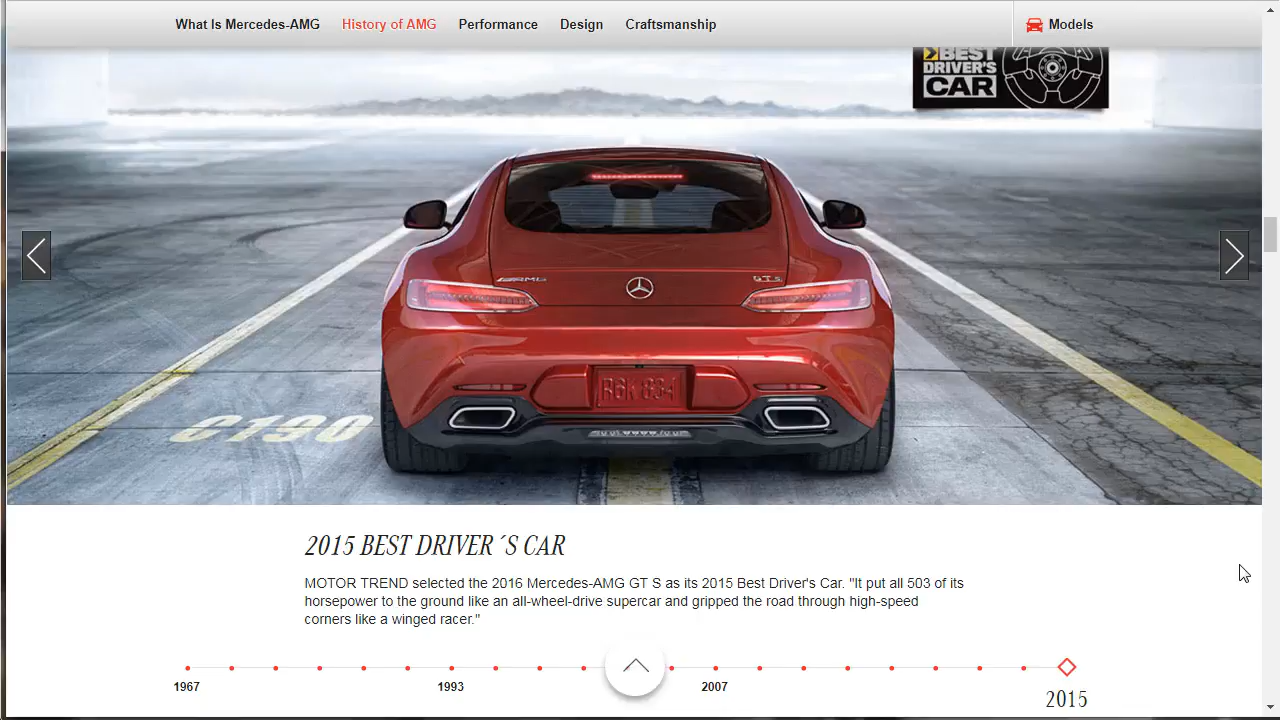 What Is Mercedes-AMG
History of AMG
Performance
Design
Craftsmanship
Models
BEST
DRIVER'S
CAR
AMG
GT S
C190
2015 BEST DRIVER´S CAR
MOTOR TREND selected the 2016 Mercedes-AMG GT S as its 2015 Best Driver's Car. "It put all 503 of its
horsepower to the ground like an all-wheel-drive supercar and gripped the road through high-speed
corners like a winged racer."
1967
1993
2007
2015